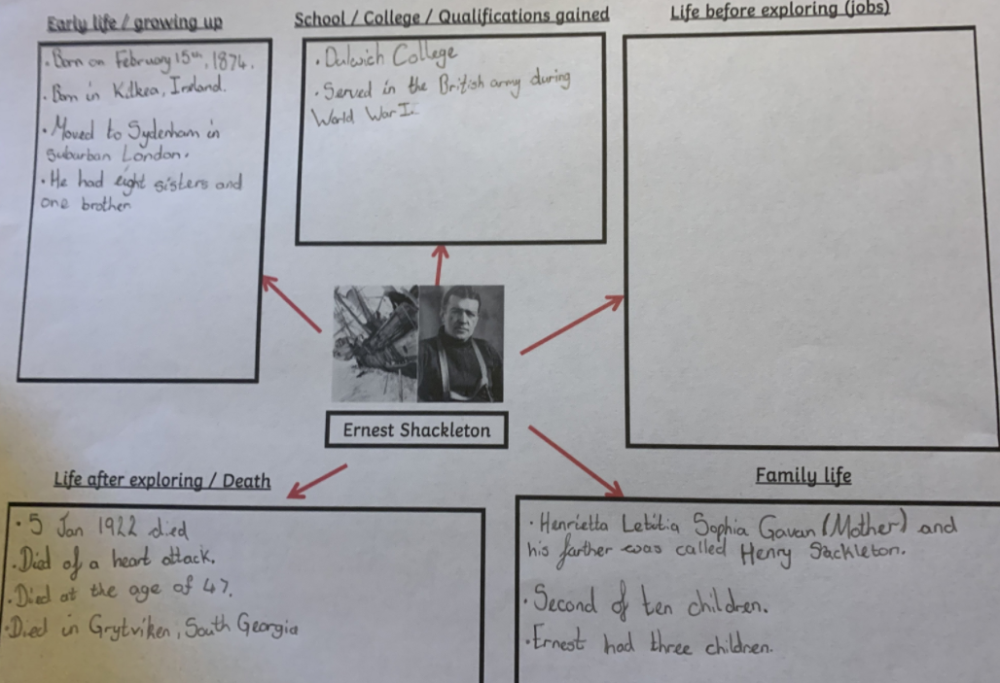 Early life / growing up
· Born on February 15th, 1874.
· Born in Kilkea, Ireland.
· Moved to Sydenham in
suburban London.
· He had eight sisters and
one brother
School / College / Qualifications gained
· Dulwich College
· Served in the British army during
World War I.
Life before exploring (jobs)
Ernest Shackleton
Life after exploring / Death
· 5 Jan 1922 died
· Died of a heart attack.
· Died at the age of 47.
· Died in Grytviken, South Georgia
Family life
· Henrietta Letitia Sophia Gavan (Mother) and
his farther was called Henry Sackleton.
· Second of ten children.
· Ernest had three children.